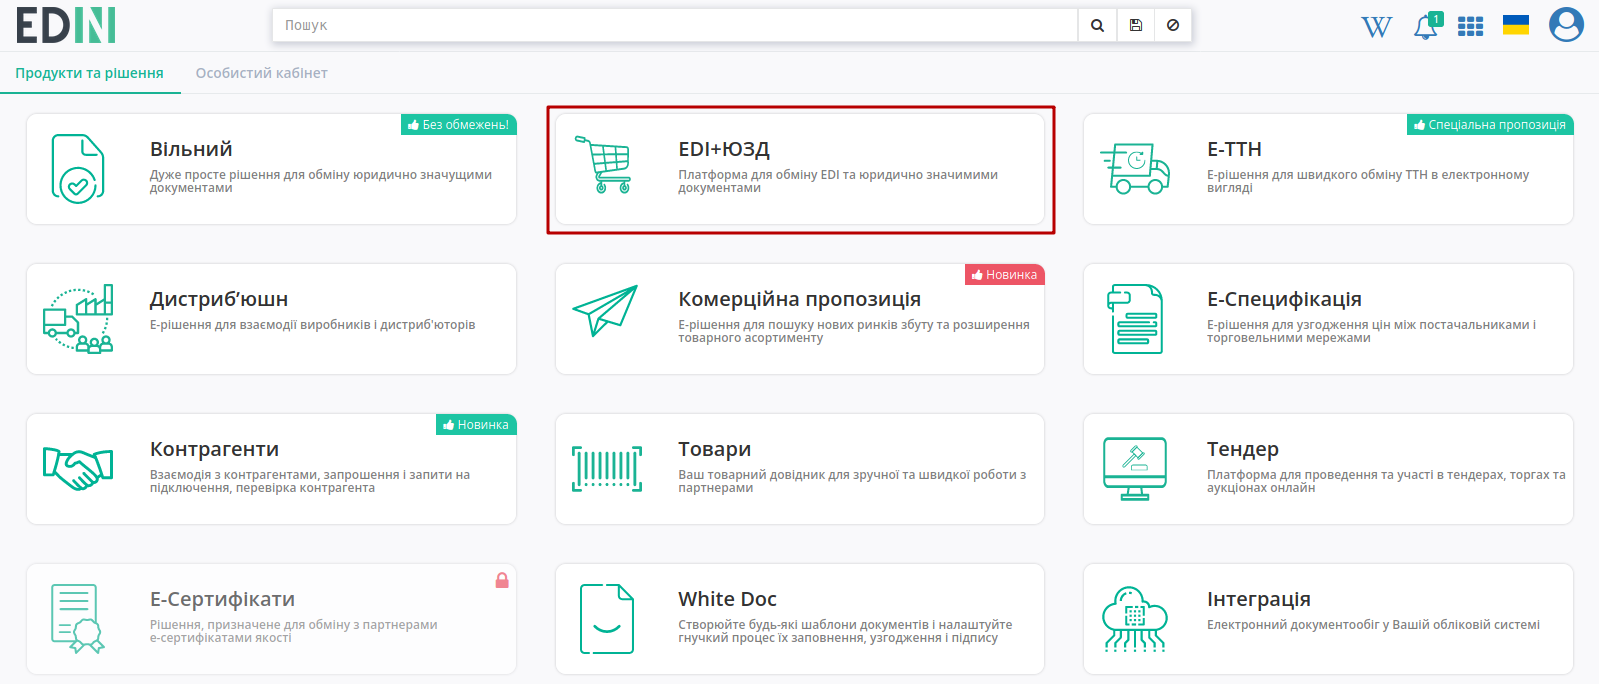 EDIN
Пошук
1
Продукти та рішення
Особистий кабінет
Без обмежень!
Вільний
Дуже просте рішення для обміну юридично значущими
документами
EDI+ЮЗД
Платформа для обміну EDI та юридично значимими
документами
Спеціальна пропозиція
Е-ТТН
Е-рішення для швидкого обміну ТТН в електронному
вигляді
Дистриб’юшн
Е-рішення для взаємодії виробників і дистриб'юторів
Новинка
Комерційна пропозиція
Е-рішення для пошуку нових ринків збуту та розширення
товарного асортименту
Е-Специфікація
Е-рішення для узгодження цін між постачальниками і
торговельними мережами
Новинка
Контрагенти
Взаємодія з контрагентами, запрошення і запити на
підключення, перевірка контрагента
Товари
Ваш товарний довідник для зручної та швидкої роботи з
партнерами
Тендер
Платформа для проведення та участі в тендерах, торгах та
аукціонах онлайн
Е-Сертифікати
Рішення, призначене для обміну з партнерами
е-сертифікатами якості
White Doc
Створюйте будь-які шаблони документів і налаштуйте
гнучкий процес їх заповнення, узгодження і підпису
Інтеграція
Електронний документообіг у Вашій обліковій системі